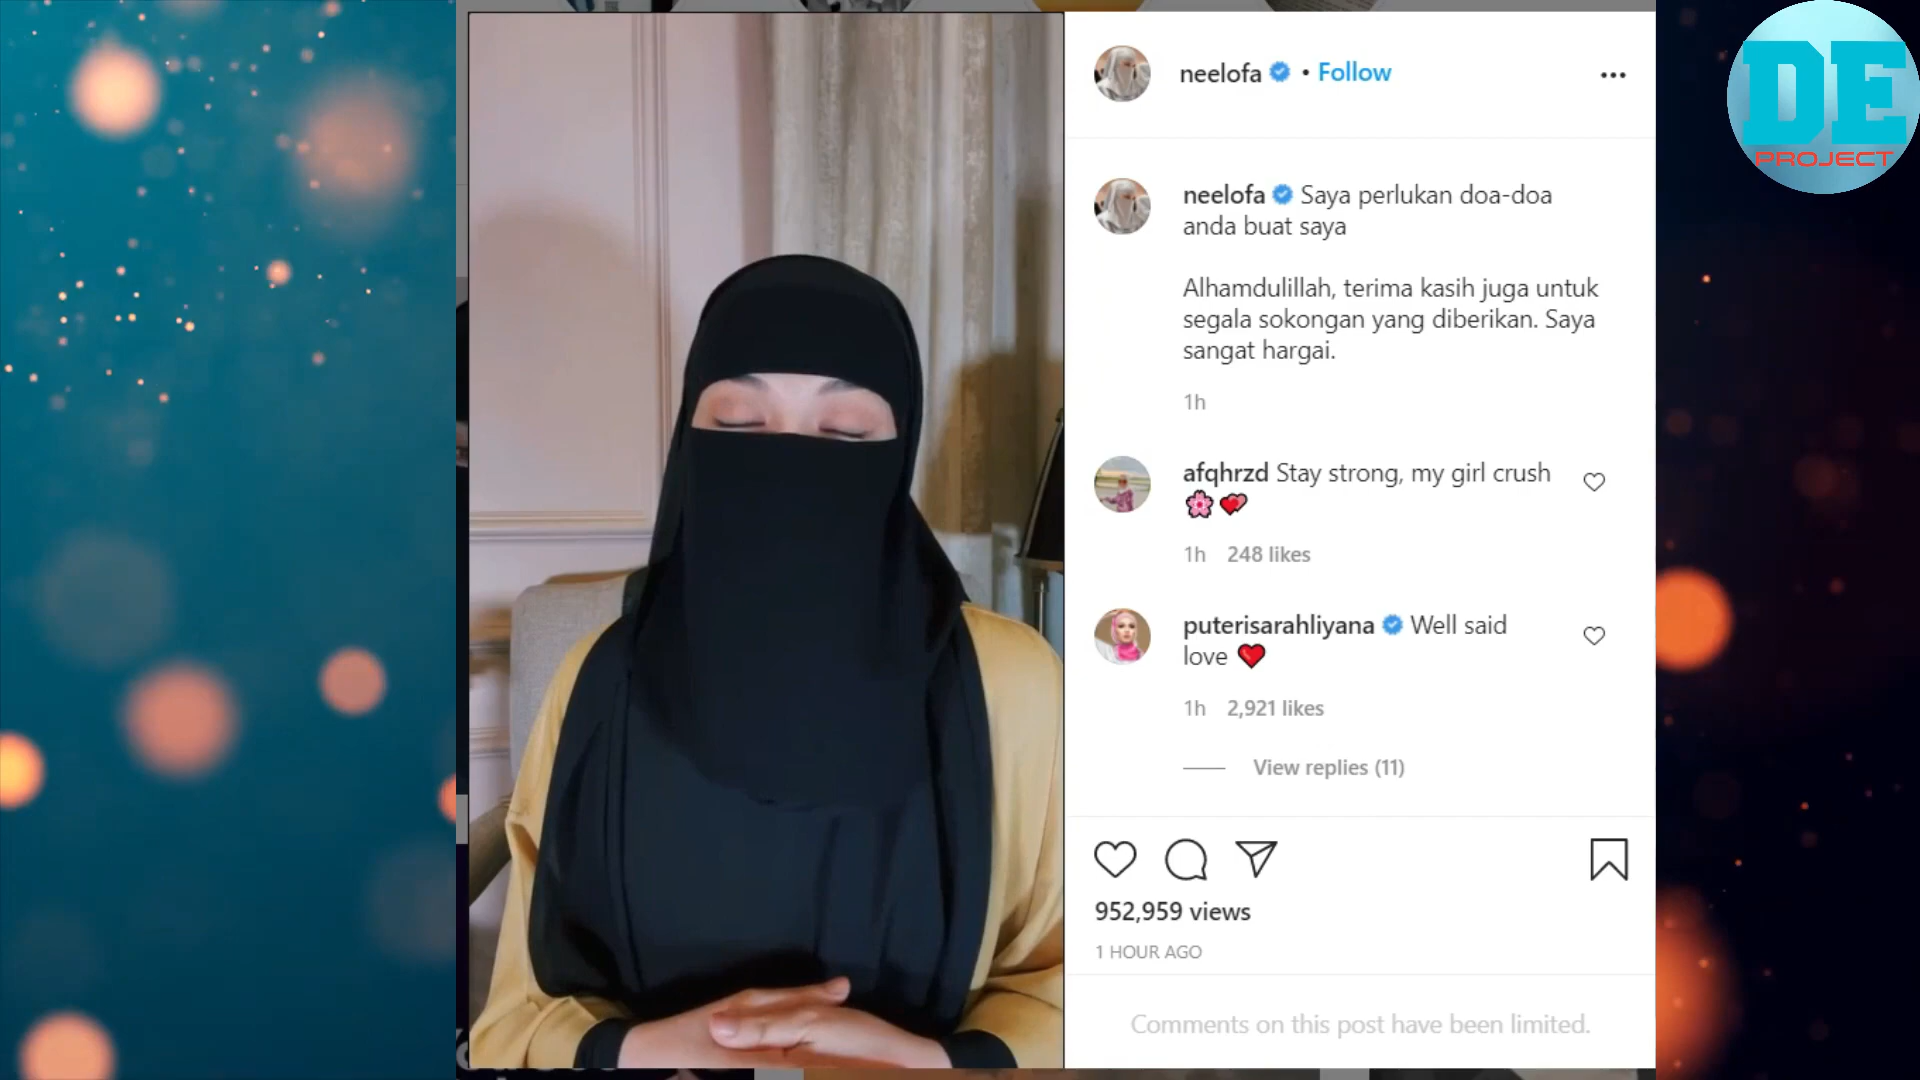 DE
PROJECT
neelofa • Follow
neelofa Saya perlukan doa-doa
anda buat saya
Alhamdulillah, terima kasih juga untuk
segala sokongan yang diberikan. Saya
sangat hargai.
1h
afqhrzd Stay strong, my girl crush
🌸💕
1h 248 likes
puterisarahliyana Well said
love ❤️
1h 2,921 likes
View replies (11)
952,959 views
1 HOUR AGO
Comments on this post have been limited.